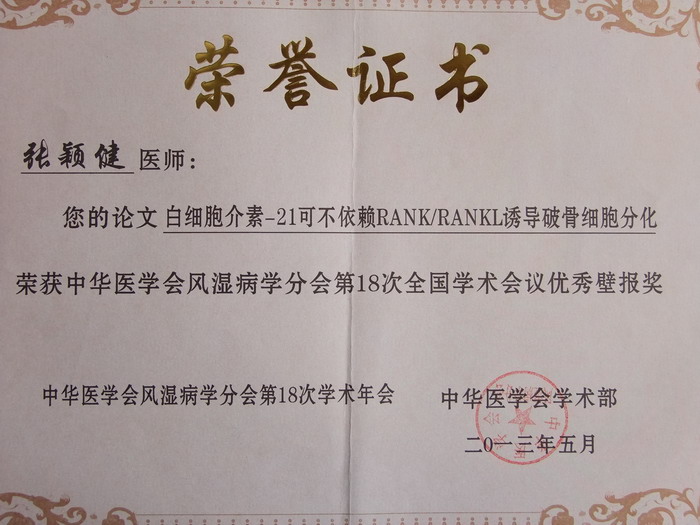 荣誉证书
张颖健 医师：
您的论文 白细胞介素-21可不依赖RANK/RANKL诱导破骨细胞分化
荣获中华医学会风湿病学分会第18次全国学术会议优秀壁报奖
中华医学会风湿病学分会第18次学术年会
中华医学会学术部
二〇一三年五月